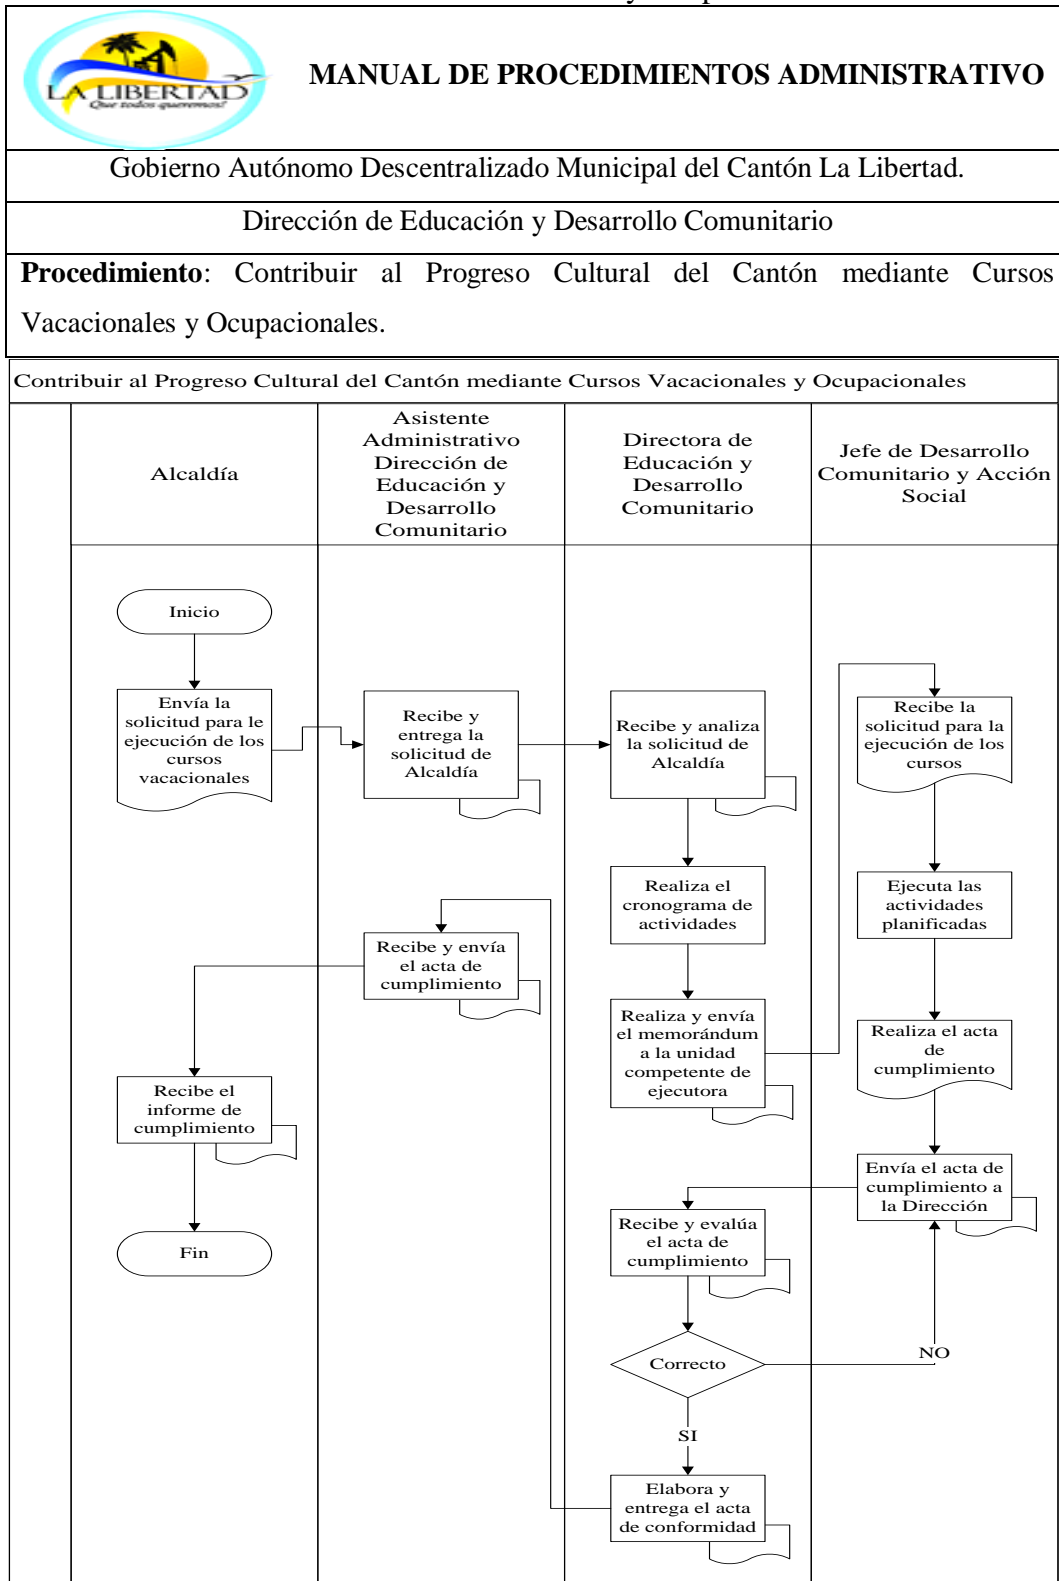 LA LIBERTAD
Que todos queremos!
MANUAL DE PROCEDIMIENTOS ADMINISTRATIVO
Gobierno Autónomo Descentralizado Municipal del Cantón La Libertad.
Dirección de Educación y Desarrollo Comunitario
Procedimiento: Contribuir al Progreso Cultural del Cantón mediante Cursos
Vacacionales y Ocupacionales.
Contribuir al Progreso Cultural del Cantón mediante Cursos Vacacionales y Ocupacionales
Alcaldía
Asistente
Administrativo
Dirección de
Educación y
Desarrollo
Comunitario
Directora de
Educación y
Desarrollo
Comunitario
Jefe de Desarrollo
Comunitario y Acción
Social
Inicio
Envía la
solicitud para le
ejecución de los
cursos
vacacionales
Recibe y
entrega la
solicitud de
Alcaldía
Recibe y analiza
la solicitud de
Alcaldía
Recibe la
solicitud para la
ejecución de los
cursos
Realiza el
cronograma de
actividades
Ejecuta las
actividades
planificadas
Recibe y envía
el acta de
cumplimiento
Realiza y envía
el memorándum
a la unidad
competente de
ejecutora
Realiza el acta
de
cumplimiento
Recibe el
informe de
cumplimiento
Envía el acta de
cumplimiento a
la Dirección
Recibe y evalúa
el acta de
cumplimiento
Fin
Correcto
NO
SI
Elabora y
entrega el acta
de conformidad